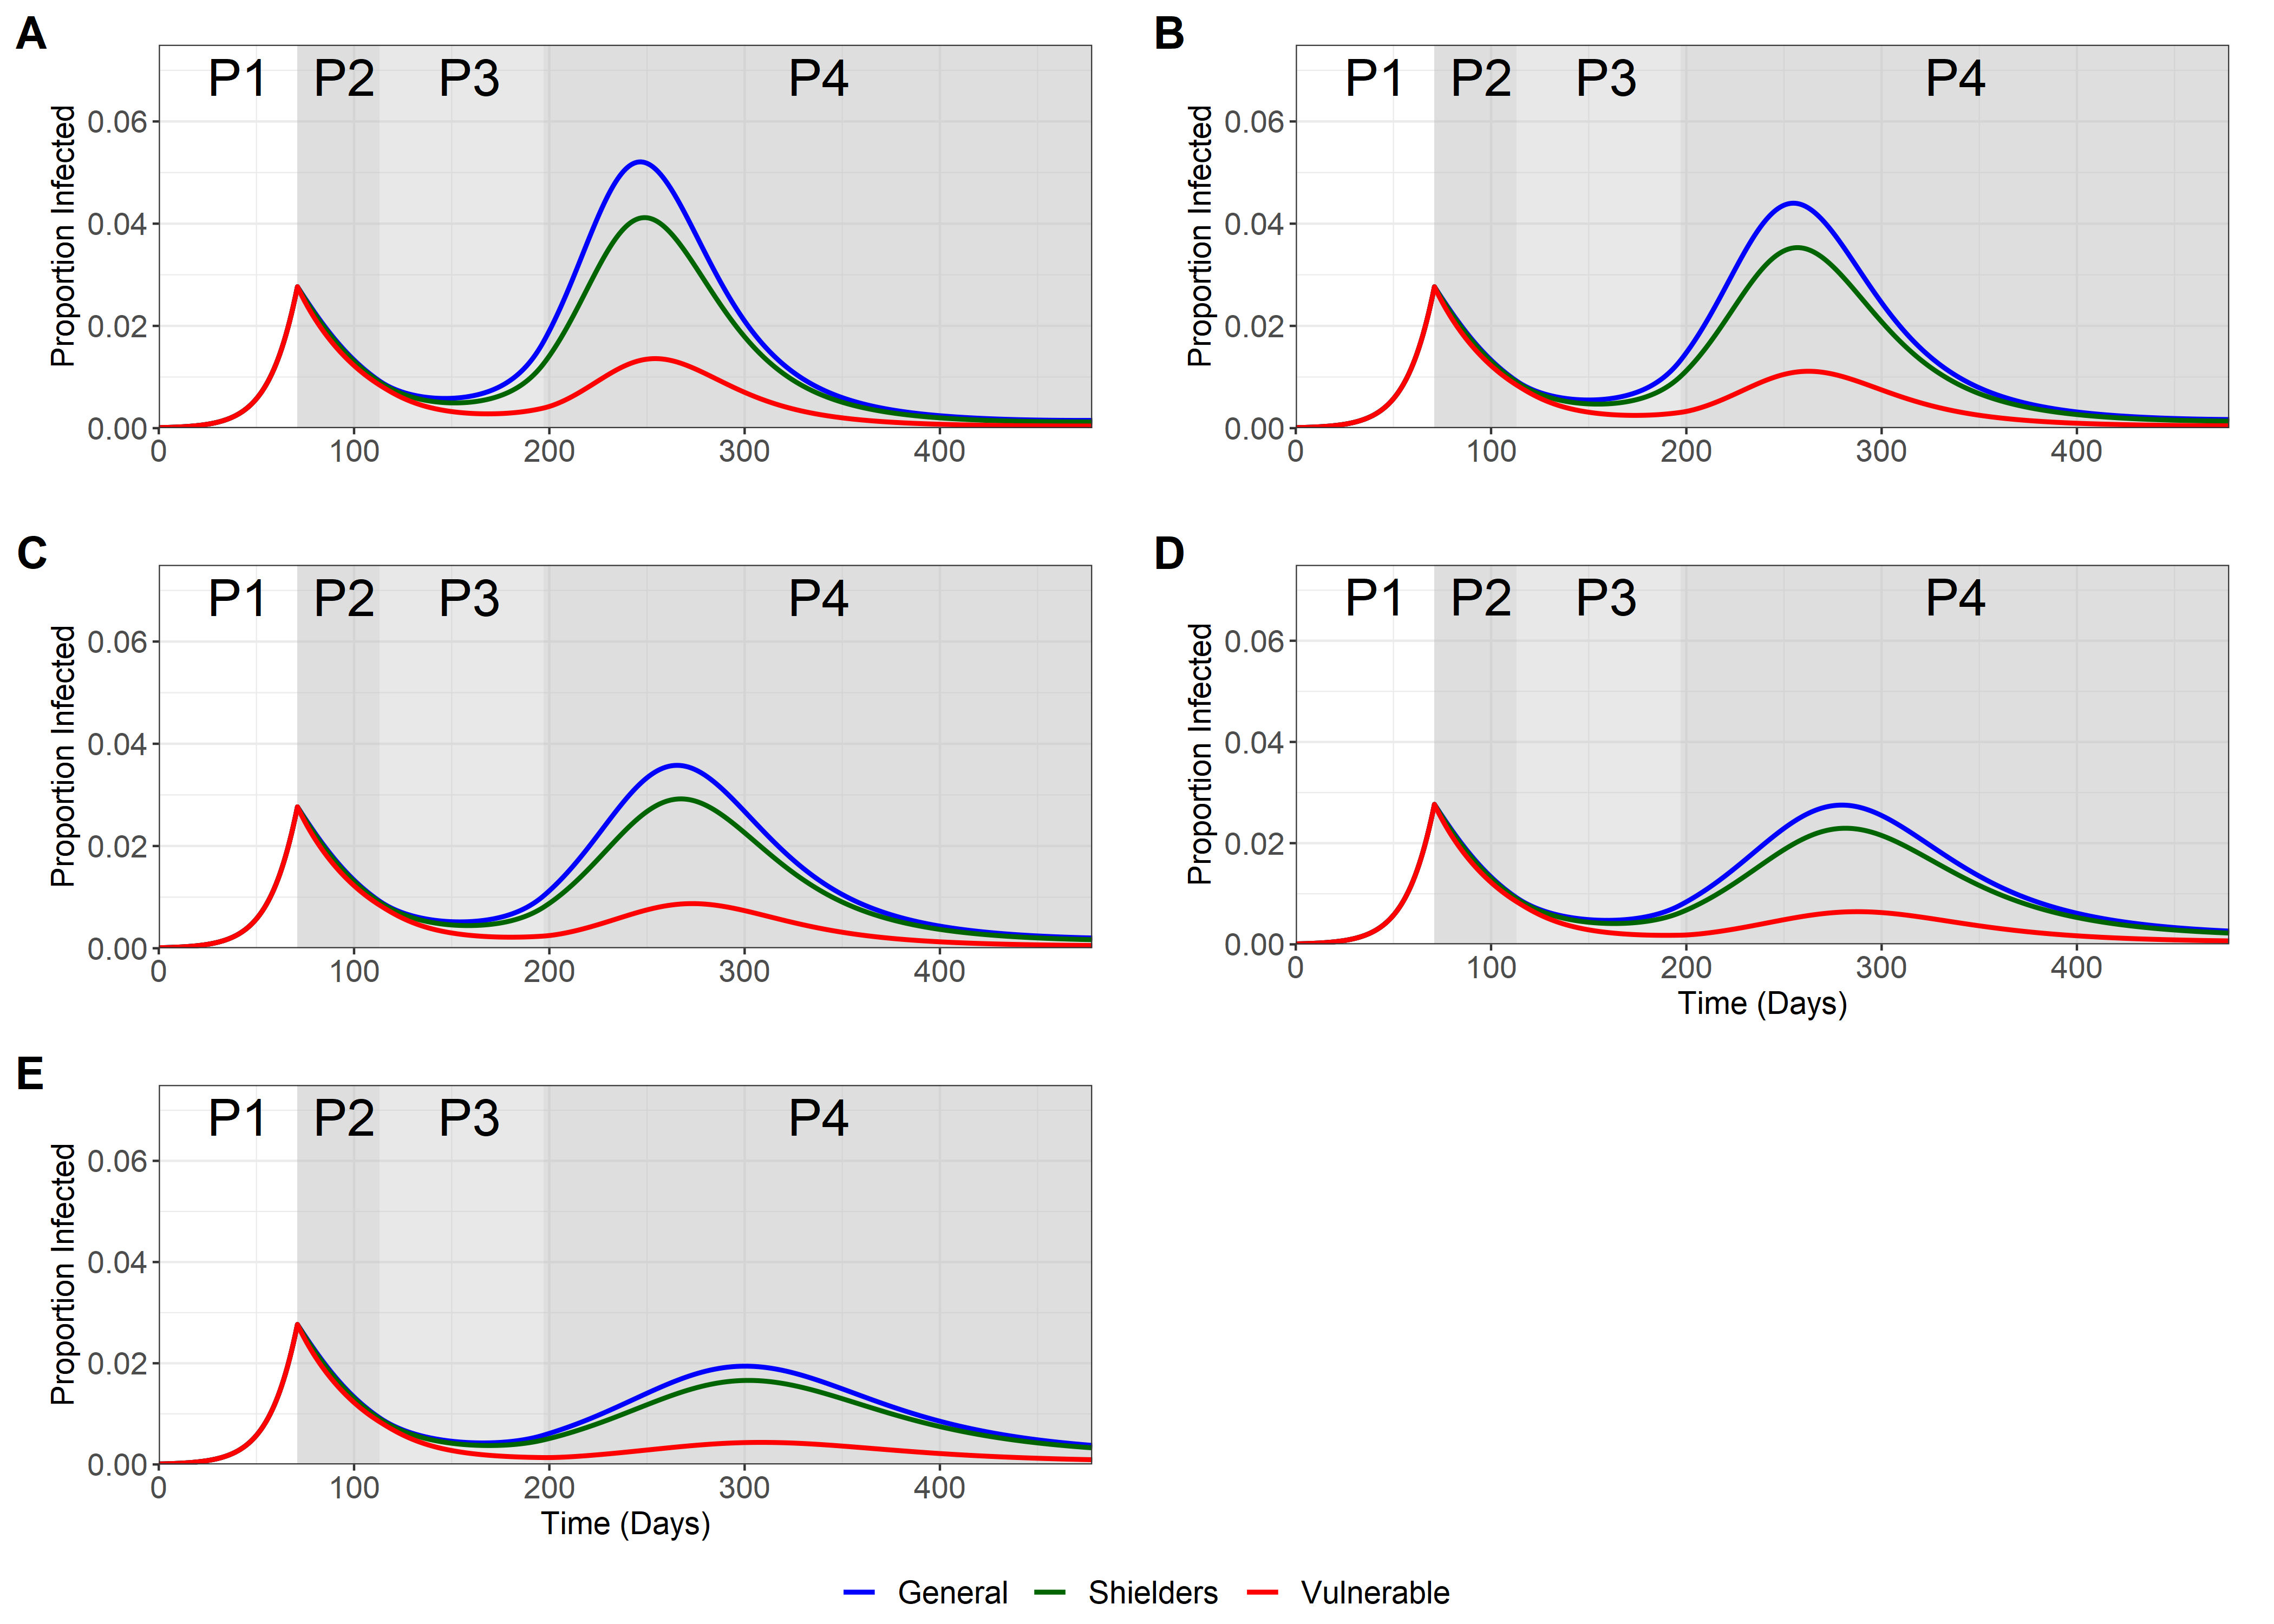 A
P1 P2 P3 P4
Proportion Infected
0.06
0.04
0.02
0.00
0 100 200 300 400
B
P1 P2 P3 P4
Proportion Infected
0.06
0.04
0.02
0.00
0 100 200 300 400
C
P1 P2 P3 P4
Proportion Infected
0.06
0.04
0.02
0.00
0 100 200 300 400
D
P1 P2 P3 P4
Proportion Infected
0.06
0.04
0.02
0.00
0 100 200 300 400
Time (Days)
E
P1 P2 P3 P4
Proportion Infected
0.06
0.04
0.02
0.00
0 100 200 300 400
Time (Days)
General Shielders Vulnerable